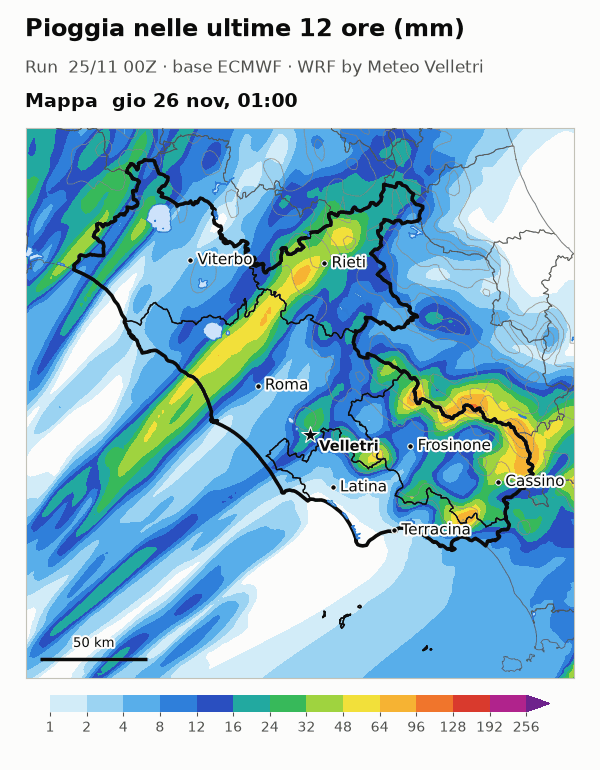 Pioggia nelle ultime 12 ore (mm)
Run  25/11 00Z · base ECMWF · WRF by Meteo Velletri
Mappa  gio 26 nov, 01:00
Viterbo
Rieti
Roma
Velletri
Frosinone
Cassino
Latina
Terracina
50 km
1 2 4 8 12 16 24 32 48 64 96 128 192 256